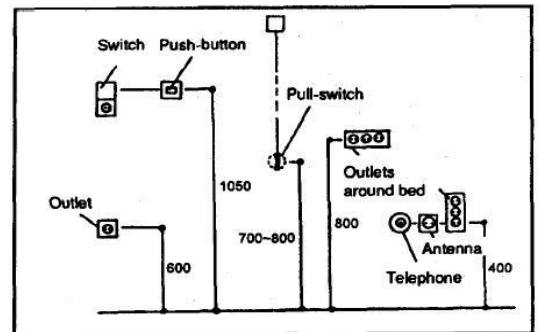 Switch
Push-button
Pull-switch
Outlets
around bed
1050
Outlet
700~800
800
Antenna
Telephone
600
400